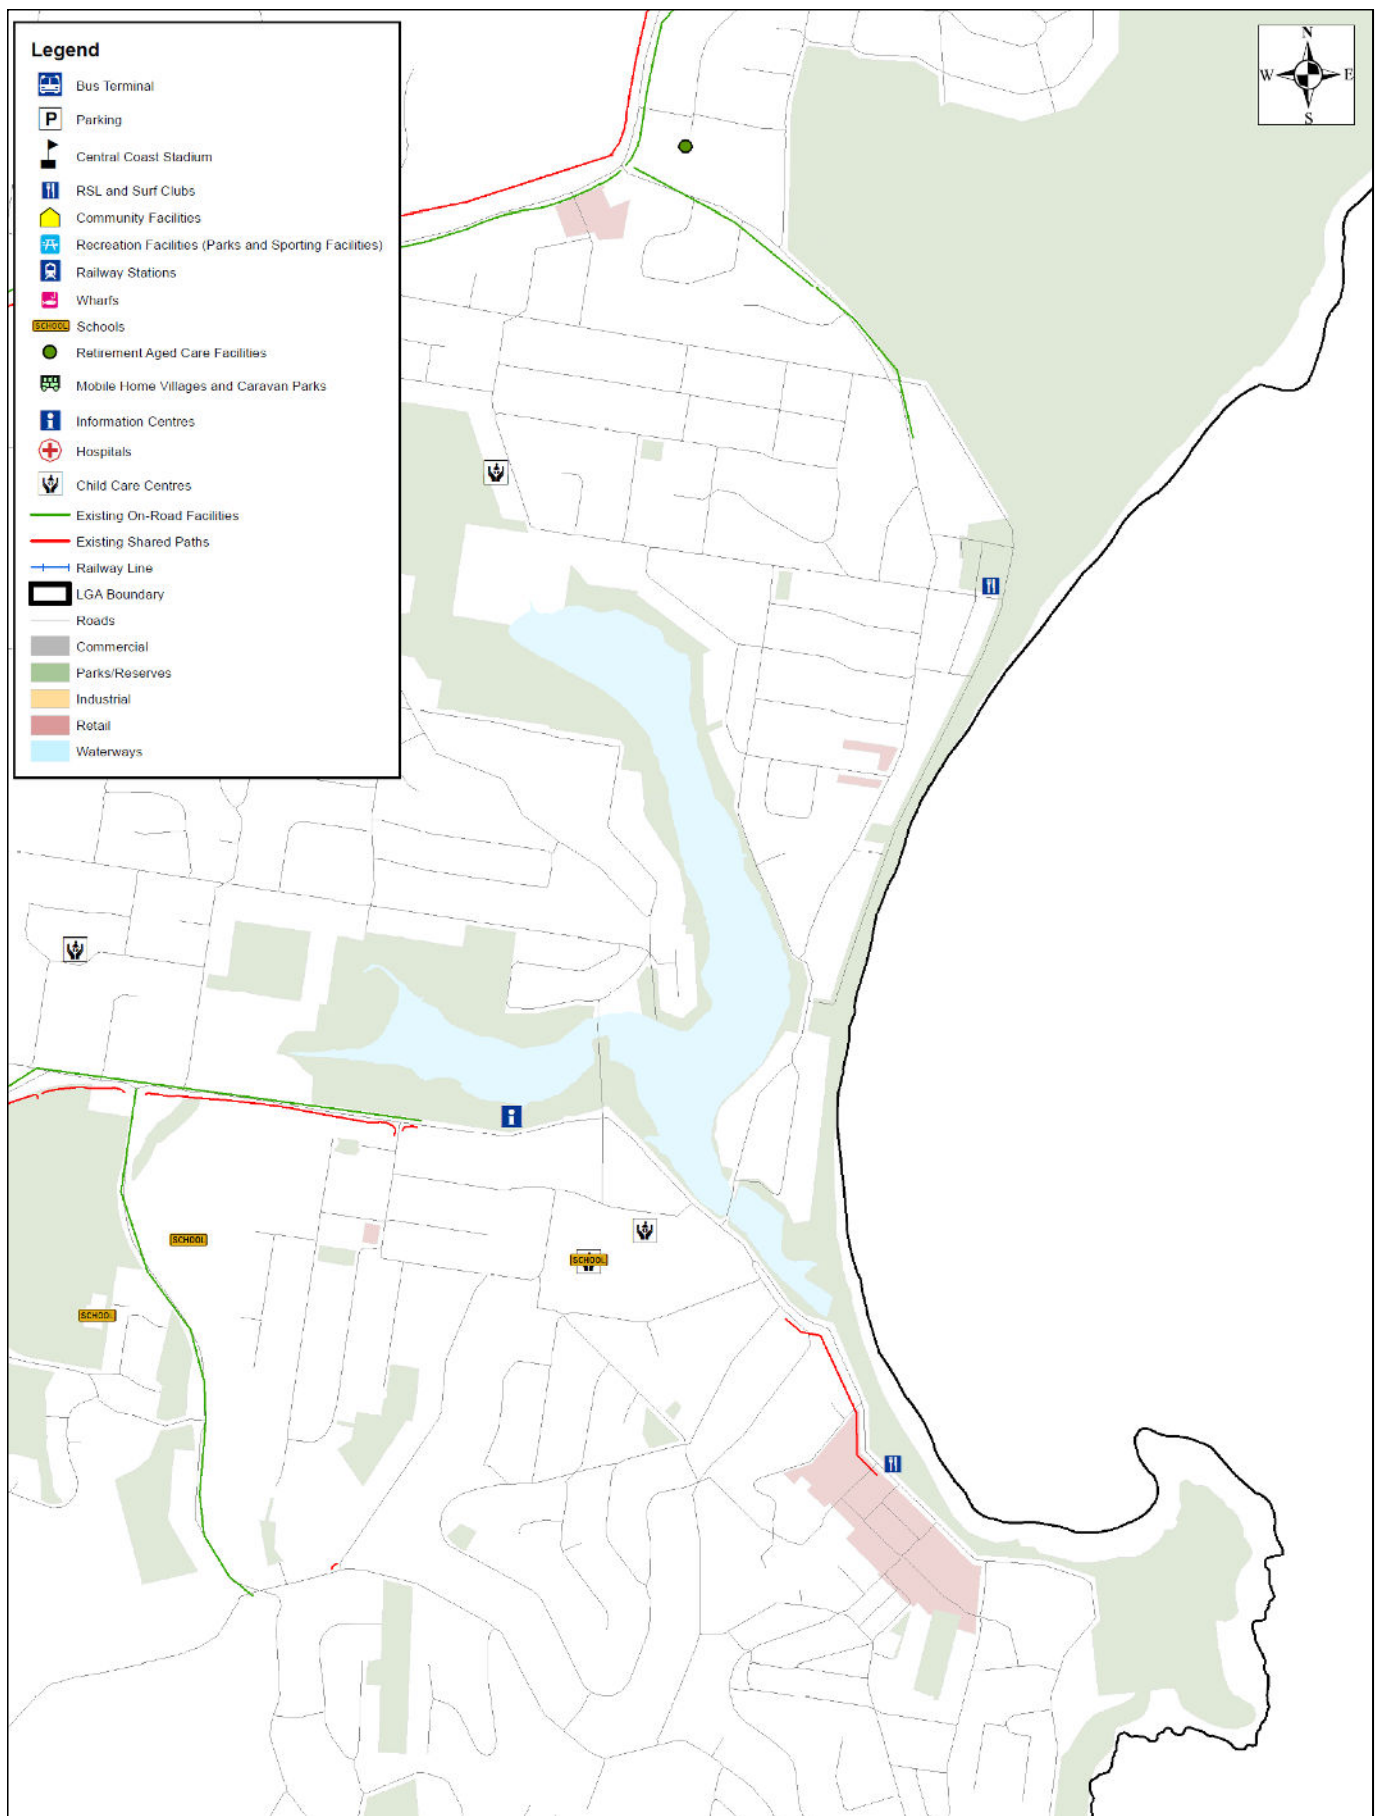 N
W E
S
Legend
Bus Terminal
P Parking
Central Coast Stadium
RSL and Surf Clubs
Community Facilities
Recreation Facilities (Parks and Sporting Facilities)
Railway Stations
Wharfs
SCHOOL Schools
Retirement Aged Care Facilities
Mobile Home Villages and Caravan Parks
i Information Centres
Hospitals
Child Care Centres
Existing On-Road Facilities
Existing Shared Paths
Railway Line
LGA Boundary
Roads
Commercial
Parks/Reserves
Industrial
Retail
Waterways
i
SCHOOL
SCHOOL
SCHOOL